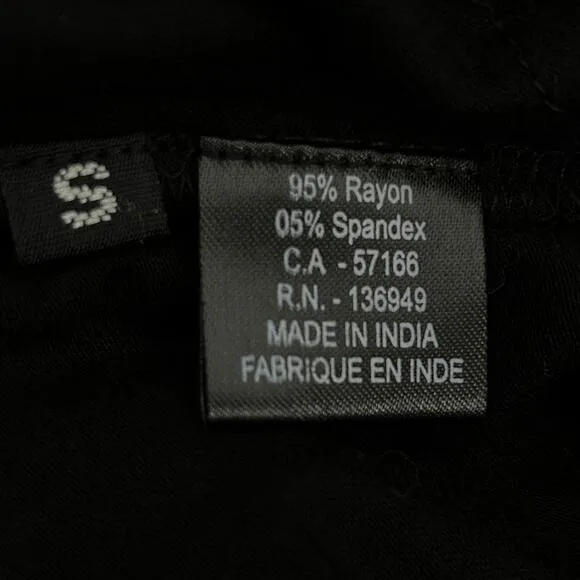 S
95% Rayon
05% Spandex
C.A - 57166
R.N. - 136949
MADE IN INDIA
FABRIQUE EN INDE